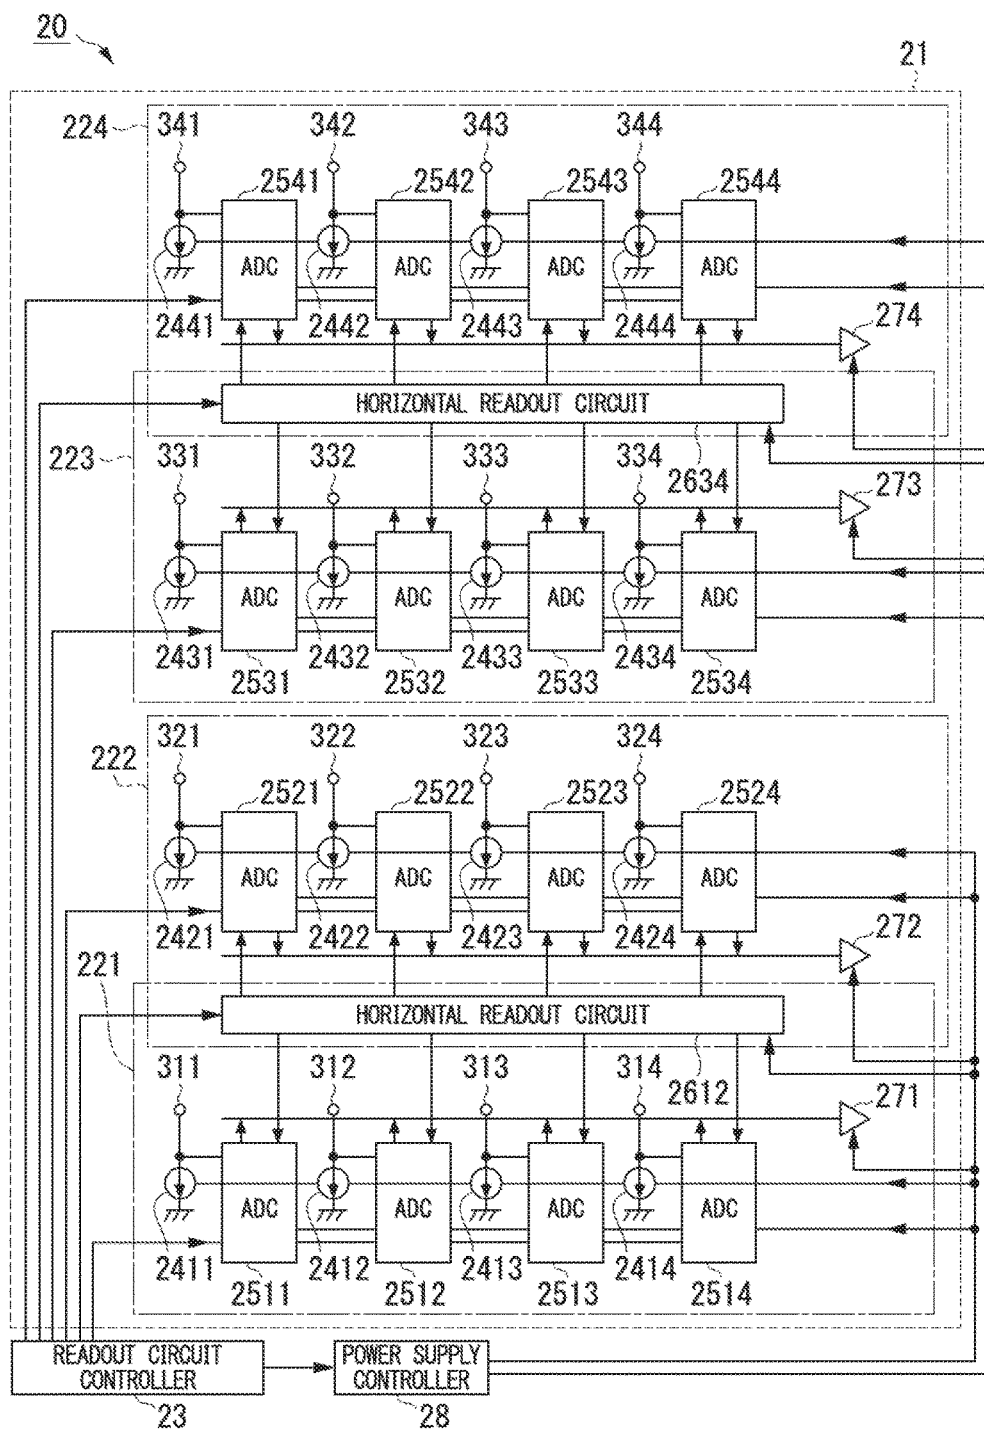 20
21
224
341 342 343 344
2541 2542 2543 2544
ADC ADC ADC ADC
2441 2442 2443 2444
274
HORIZONTAL READOUT CIRCUIT
223
331 332 333 334
2634
273
ADC ADC ADC ADC
2431 2432 2433 2434
2531 2532 2533 2534
321 322 323 324
222
2521 2522 2523 2524
ADC ADC ADC ADC
2421 2422 2423 2424
272
221
HORIZONTAL READOUT CIRCUIT
311 312 313 314
2612
271
ADC ADC ADC ADC
2411 2412 2413 2414
2511 2512 2513 2514
READOUT CIRCUIT
CONTROLLER
POWER SUPPLY
CONTROLLER
23
28